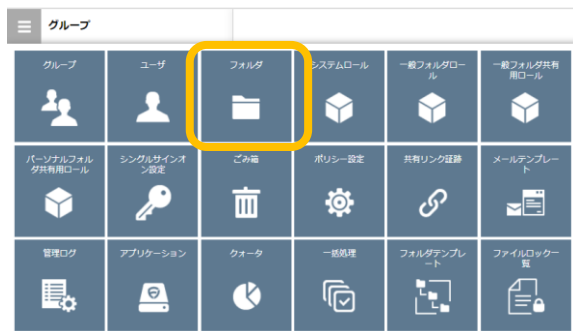 グループ
グループ
ユーザ
フォルダ
システムロール
一般フォルダロー
ル
一般フォルダ共有
用ロール
パーソナルフォル
ダ共有用ロール
シングルサインオ
ン設定
ごみ箱
ポリシー設定
共有リンク証跡
メールテンプレー
ト
管理ログ
アプリケーション
クォータ
一括処理
フォルダテンプレ
ート
ファイルロック一
覧